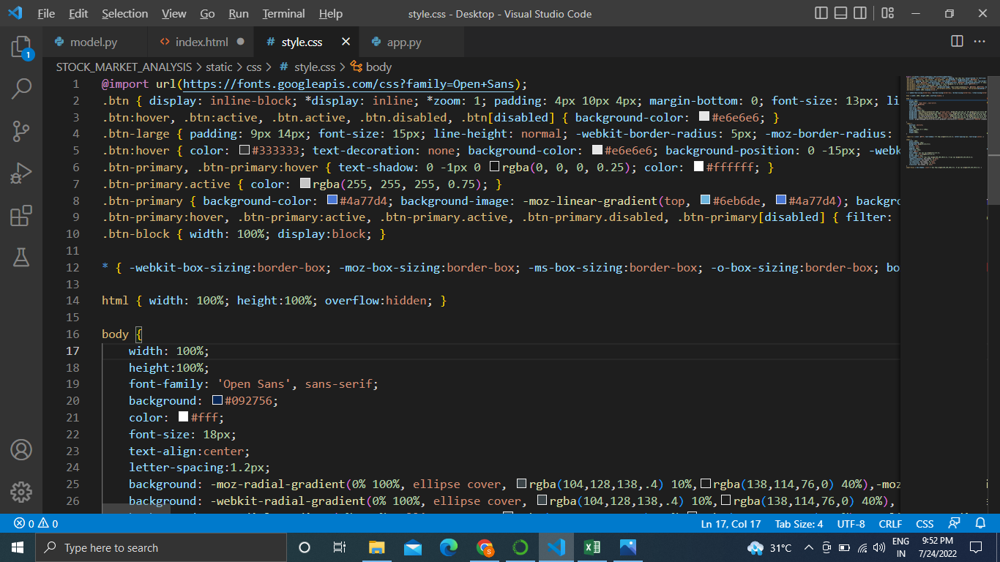 File Edit Selection View Go Run Terminal Help style.css - Desktop - Visual Studio Code
model.py index.html style.css app.py
1
STOCK_MARKET_ANALYSIS > static > css > # style.css > body
1 @import url(https://fonts.googleapis.com/css?family=Open+Sans);
2 .btn { display: inline-block; *display: inline; *zoom: 1; padding: 4px 10px 4px; margin-bottom: 0; font-size: 13px; li
3 .btn:hover, .btn:active, .btn.active, .btn.disabled, .btn[disabled] { background-color: #e6e6e6; }
4 .btn-large { padding: 9px 14px; font-size: 15px; line-height: normal; -webkit-border-radius: 5px; -moz-border-radius:
5 .btn:hover { color: #333333; text-decoration: none; background-color: #e6e6e6; background-position: 0 -15px; -webk
6 .btn-primary, .btn-primary:hover { text-shadow: 0 -1px 0 rgba(0, 0, 0, 0.25); color: #ffffff; }
7 .btn-primary.active { color: rgba(255, 255, 255, 0.75); }
8 .btn-primary { background-color: #4a77d4; background-image: -moz-linear-gradient(top, #6eb6de, #4a77d4); backgr
9 .btn-primary:hover, .btn-primary:active, .btn-primary.active, .btn-primary.disabled, .btn-primary[disabled] { filter:
10 .btn-block { width: 100%; display:block; }
11
12 * { -webkit-box-sizing:border-box; -moz-box-sizing:border-box; -ms-box-sizing:border-box; -o-box-sizing:border-box; bo
13
14 html { width: 100%; height:100%; overflow:hidden; }
15
16 body {
17 width: 100%;
18 height:100%;
19 font-family: 'Open Sans', sans-serif;
20 background: #092756;
21 color: #fff;
22 font-size: 18px;
23 text-align:center;
24 letter-spacing:1.2px;
25 background: -moz-radial-gradient(0% 100%, ellipse cover, rgba(104,128,138,.4) 10%,rgba(138,114,76,0) 40%),-moz
26 background: -webkit-radial-gradient(0% 100%, ellipse cover, rgba(104,128,138,.4) 10%,rgba(138,114,76,0) 40%),
0 0 Ln 17, Col 17 Tab Size: 4 UTF-8 CRLF CSS
Type here to search 31°C ENG IN 9:52 PM 7/24/2022